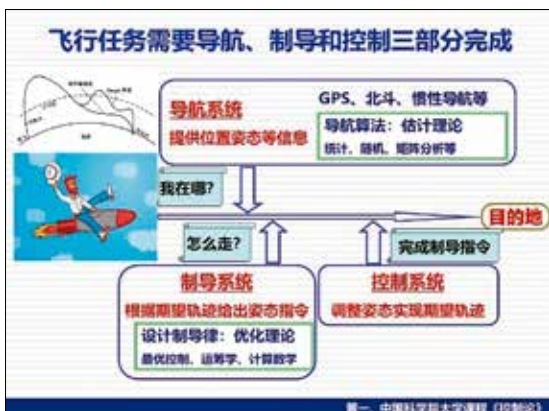 飞行任务需要导航、制导和控制三部分完成
导航系统
提供位置姿态等信息
GPS、北斗、惯性导航等
导航算法：估计理论
统计、随机、矩阵分析等
我在哪？
目的地
怎么走？
完成制导指令
制导系统
根据期望轨迹给出姿态指令
设计制导律：优化理论
最优控制、运筹学、计算数学
控制系统
调整姿态实现期望轨迹
中国科学院大学课程《控制论》